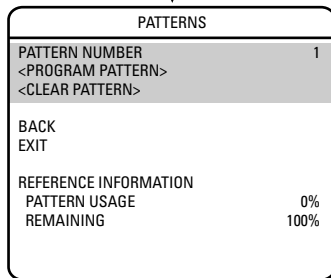 PATTERNS
PATTERN NUMBER 1
<PROGRAM PATTERN>
<CLEAR PATTERN>
BACK
EXIT
REFERENCE INFORMATION
PATTERN USAGE 0%
REMAINING 100%